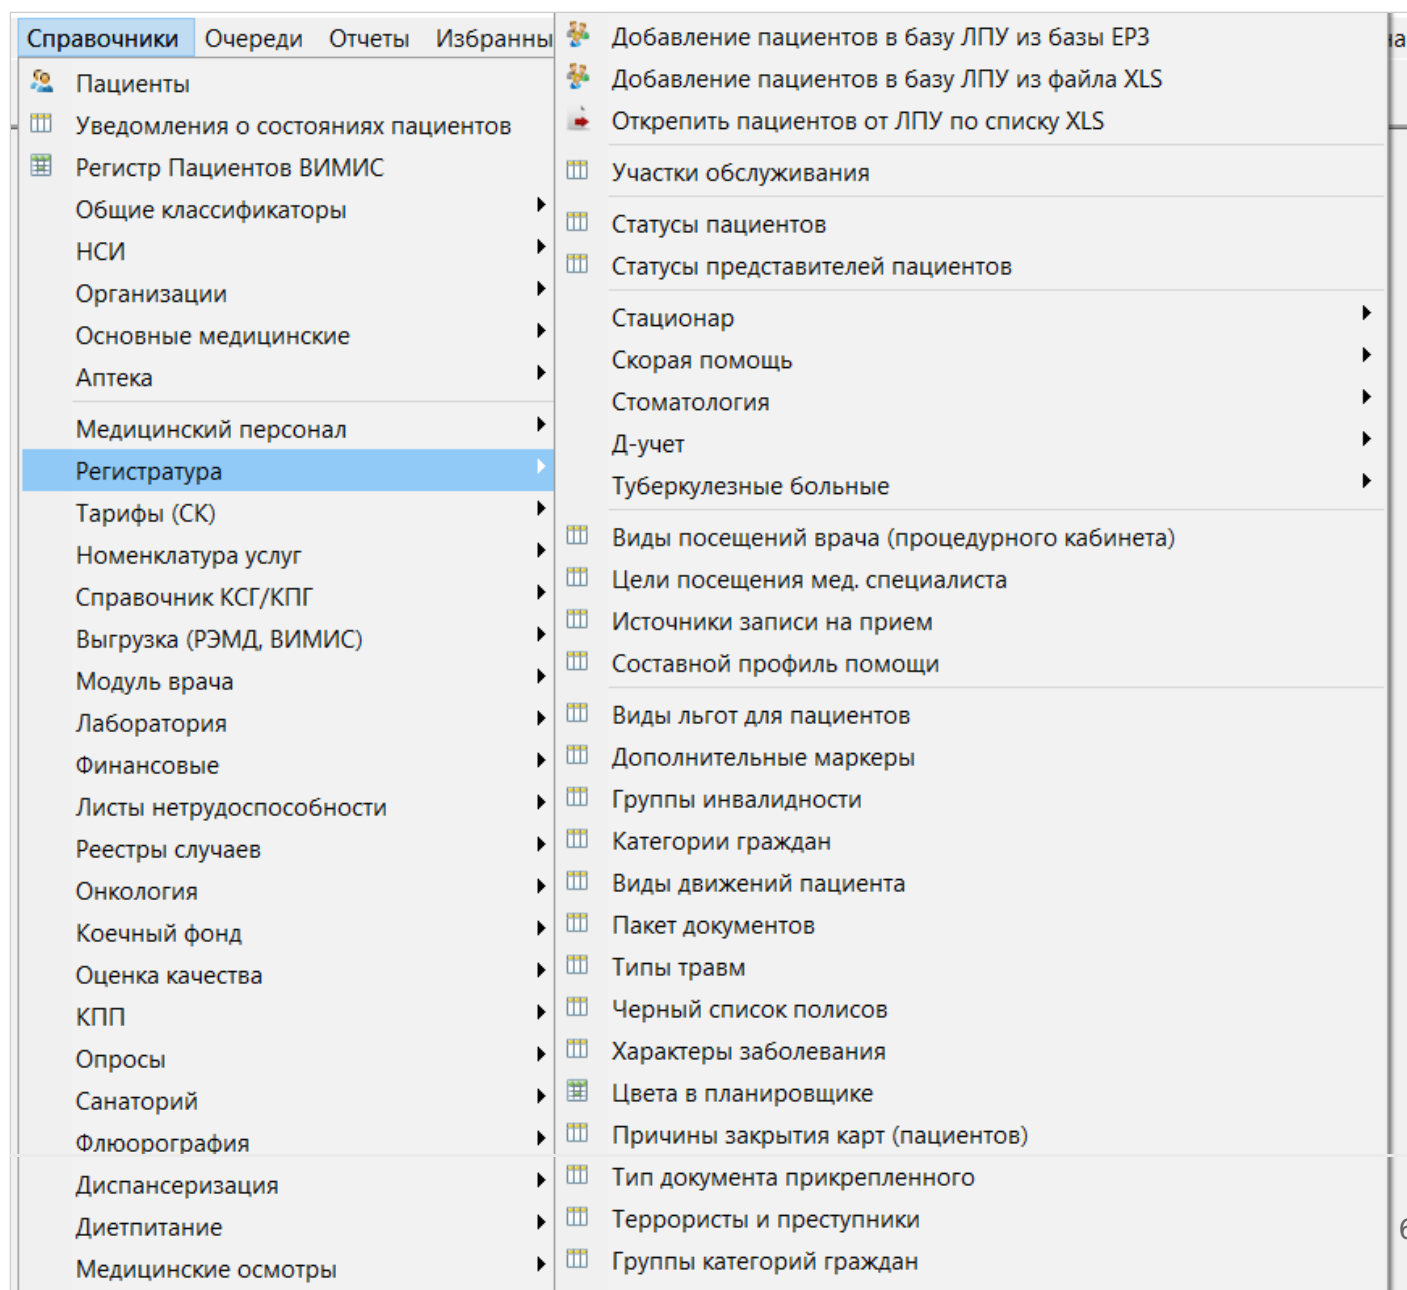 Справочники Очереди Отчеты Избранны
Пациенты
Уведомления о состояниях пациентов
Регистр Пациентов ВИМИС
Общие классификаторы
НСИ
Организации
Основные медицинские
Аптека
Медицинский персонал
Регистратура
Тарифы (СК)
Номенклатура услуг
Справочник КСГ/КПГ
Выгрузка (РЭМД, ВИМИС)
Модуль врача
Лаборатория
Финансовые
Листы нетрудоспособности
Реестры случаев
Онкология
Коечный фонд
Оценка качества
КПП
Опросы
Санаторий
Флюорография
Диспансеризация
Диетпитание
Медицинские осмотры
Добавление пациентов в базу ЛПУ из базы ЕРЗ
Добавление пациентов в базу ЛПУ из файла XLS
Открепить пациентов от ЛПУ по списку XLS
Участки обслуживания
Статусы пациентов
Статусы представителей пациентов
Стационар
Скорая помощь
Стоматология
Д-учет
Туберкулезные больные
Виды посещений врача (процедурного кабинета)
Цели посещения мед. специалиста
Источники записи на прием
Составной профиль помощи
Виды льгот для пациентов
Дополнительные маркеры
Группы инвалидности
Категории граждан
Виды движений пациента
Пакет документов
Типы травм
Черный список полисов
Характеры заболевания
Цвета в планировщике
Причины закрытия карт (пациентов)
Тип документа прикрепленного
Террористы и преступники
Группы категорий граждан